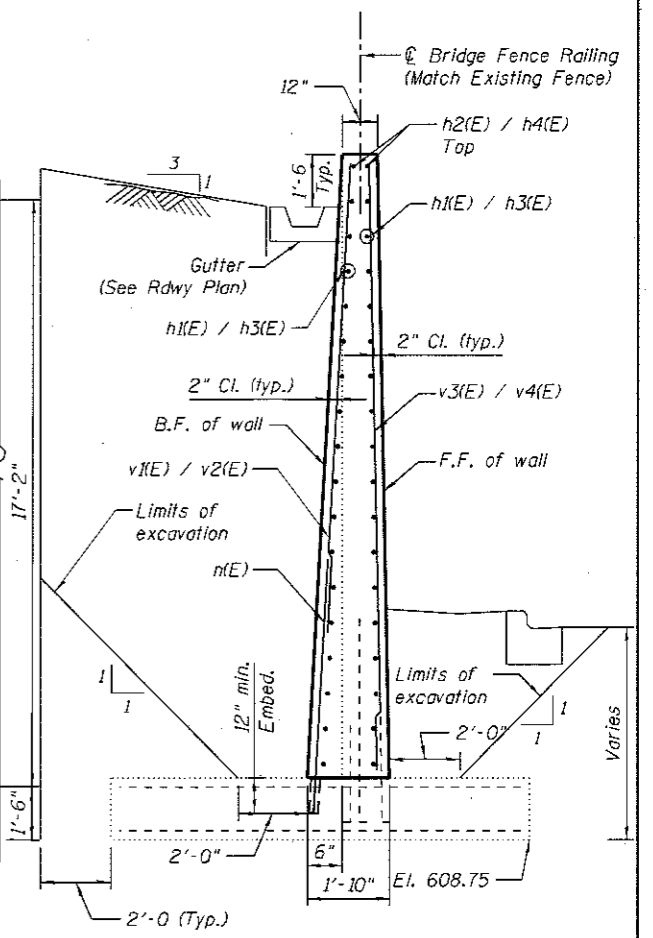 ℄ Bridge Fence Railing
(Match Existing Fence)
12"
h2(E) / h4(E)
Top
3
1
1'-6
Typ.
h1(E) / h3(E)
Gutter
(See Rdwy Plan)
h1(E) / h3(E)
2" Cl. (typ.)
2" Cl. (typ.)
v3(E) / v4(E)
B.F. of wall
F.F. of wall
17'-2"
v1(E) / v2(E)
Limits of
excavation
n(E)
1
1
12" min.
Embed.
Limits of
excavation
1
1
2'-0"
Varies
1'-6"
2'-0"
6"
1'-10"
El. 608.75
2'-0 (Typ.)